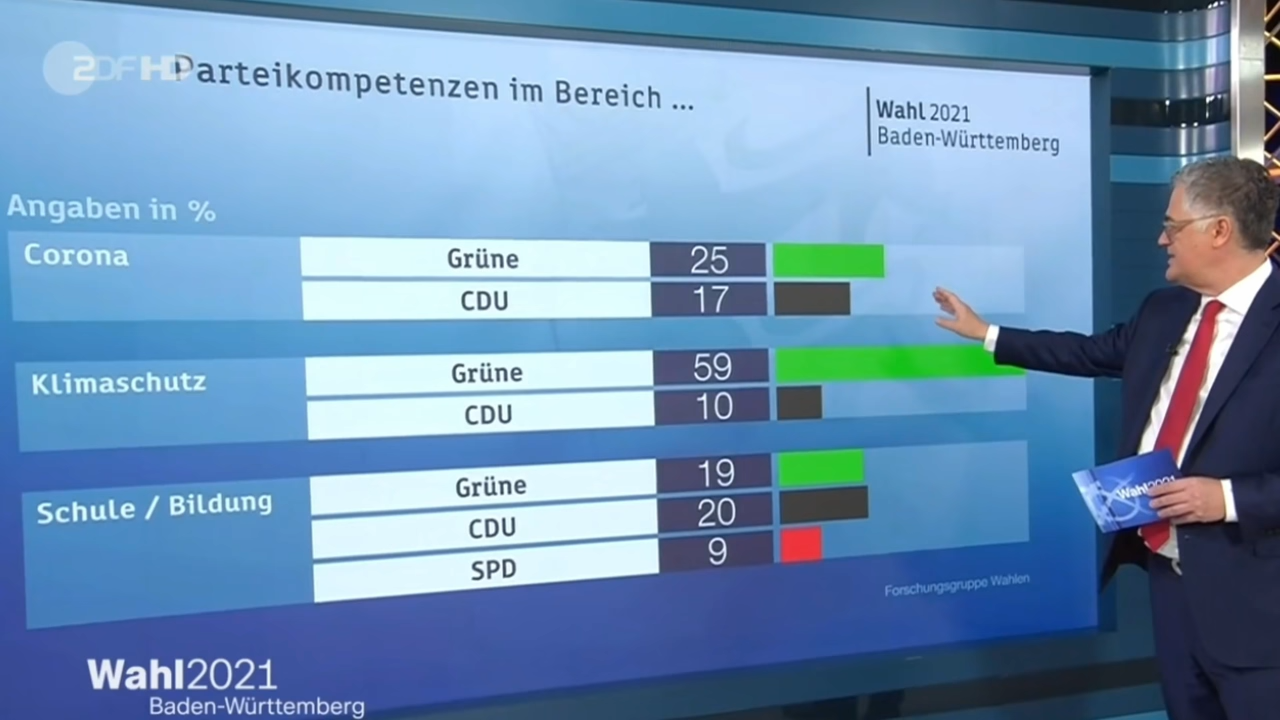 ZDF HD
Parteikompetenzen im Bereich ...
Wahl 2021
Baden-Württemberg
Angaben in %
Corona
Grüne 25
CDU 17
Klimaschutz
Grüne 59
CDU 10
Schule / Bildung
Grüne 19
CDU 20
SPD 9
Wahl2021
Forschungsgruppe Wahlen
Wahl2021
Baden-Württemberg